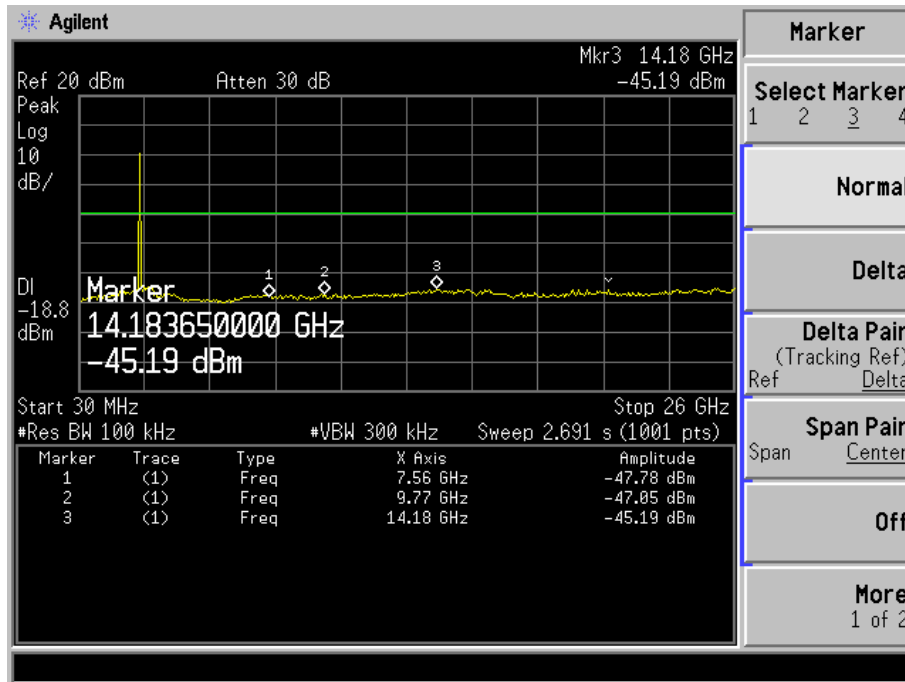 Agilent
Mkr3 14.18 GHz
Ref 20 dBm Atten 30 dB -45.19 dBm
Peak
Log
10
dB/
DI
-18.8
dBm
1 2 3
Marker
14.183650000 GHz
-45.19 dBm
Start 30 MHz Stop 26 GHz
#Res BW 100 kHz #VBW 300 kHz Sweep 2.691 s (1001 pts)
Marker Trace Type X Axis Amplitude
1 (1) Freq 7.56 GHz -47.78 dBm
2 (1) Freq 9.77 GHz -47.05 dBm
3 (1) Freq 14.18 GHz -45.19 dBm
Marker
Select Marker
1 2 3 4
Normal
Delta
Delta Pair
(Tracking Ref)
Ref Delta
Span Pair
Span Center
Off
More
1 of 2